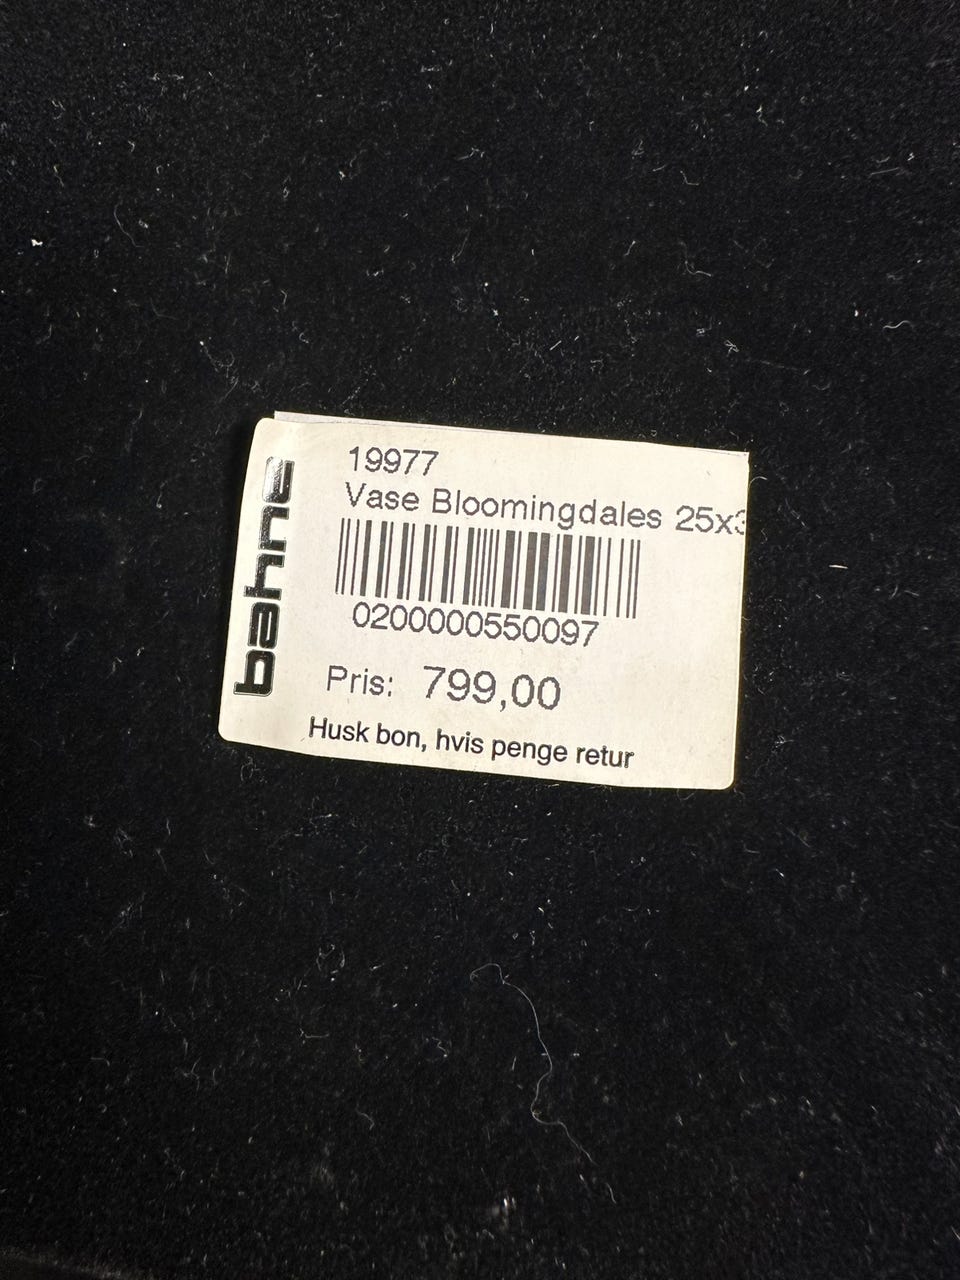 bahne
19977
Vase Bloomingdales 25x3
0200000550097
Pris: 799,00
Husk bon, hvis penge retur